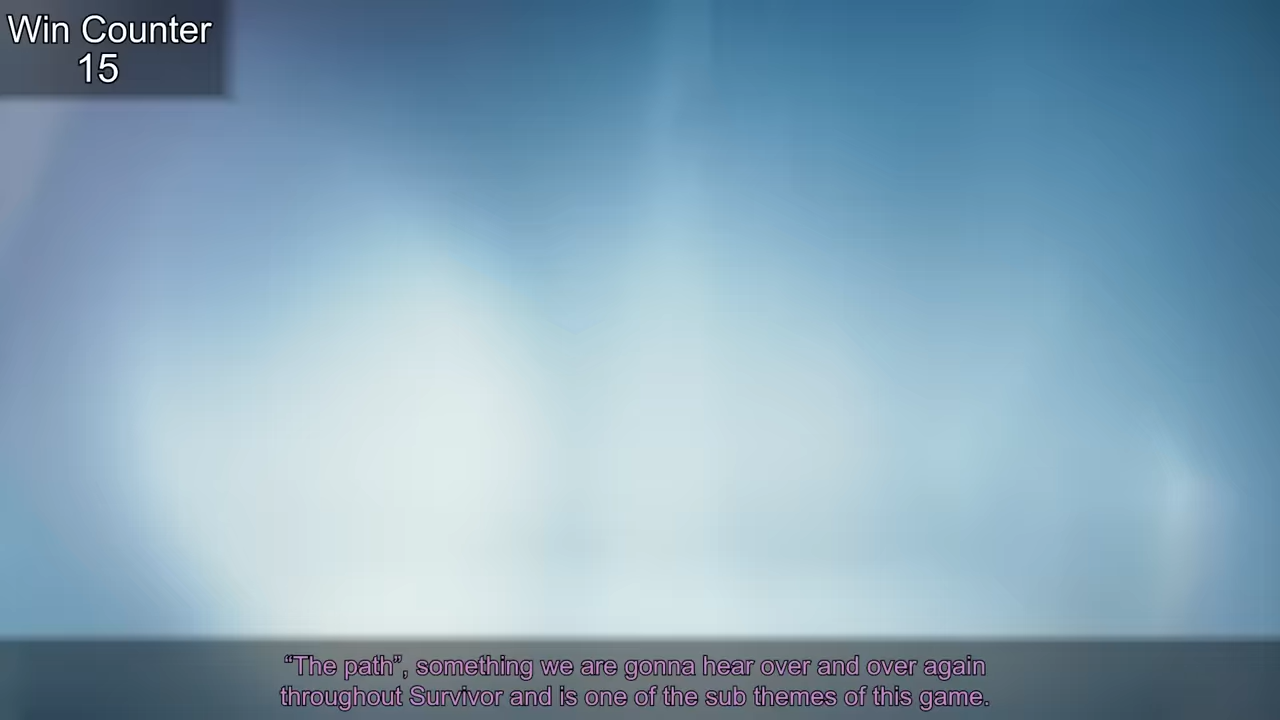 Win Counter
15
“The path”, something we are gonna hear over and over again
throughout Survivor and is one of the sub themes of this game.